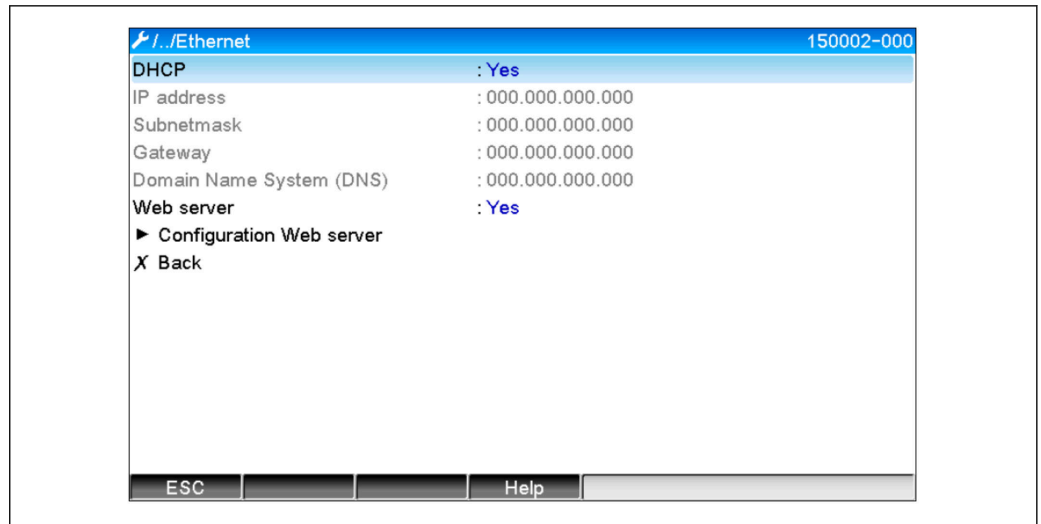 /../Ethernet 150002-000
DHCP : Yes
IP address : 000.000.000.000
Subnetmask : 000.000.000.000
Gateway : 000.000.000.000
Domain Name System (DNS) : 000.000.000.000
Web server : Yes
► Configuration Web server
X Back
ESC Help